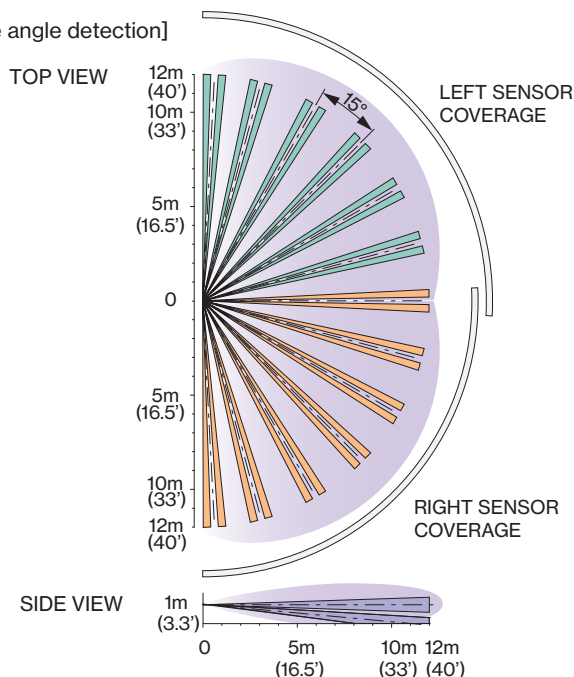 e angle detection]
TOP VIEW
12m
(40’)
10m
(33’)
5m
(16.5’)
0
5m
(16.5’)
10m
(33’)
12m
(40’)
15°
LEFT SENSOR
COVERAGE
RIGHT SENSOR
COVERAGE
SIDE VIEW
1m
(3.3’)
0
5m
(16.5’)
10m
(33’)
12m
(40’)